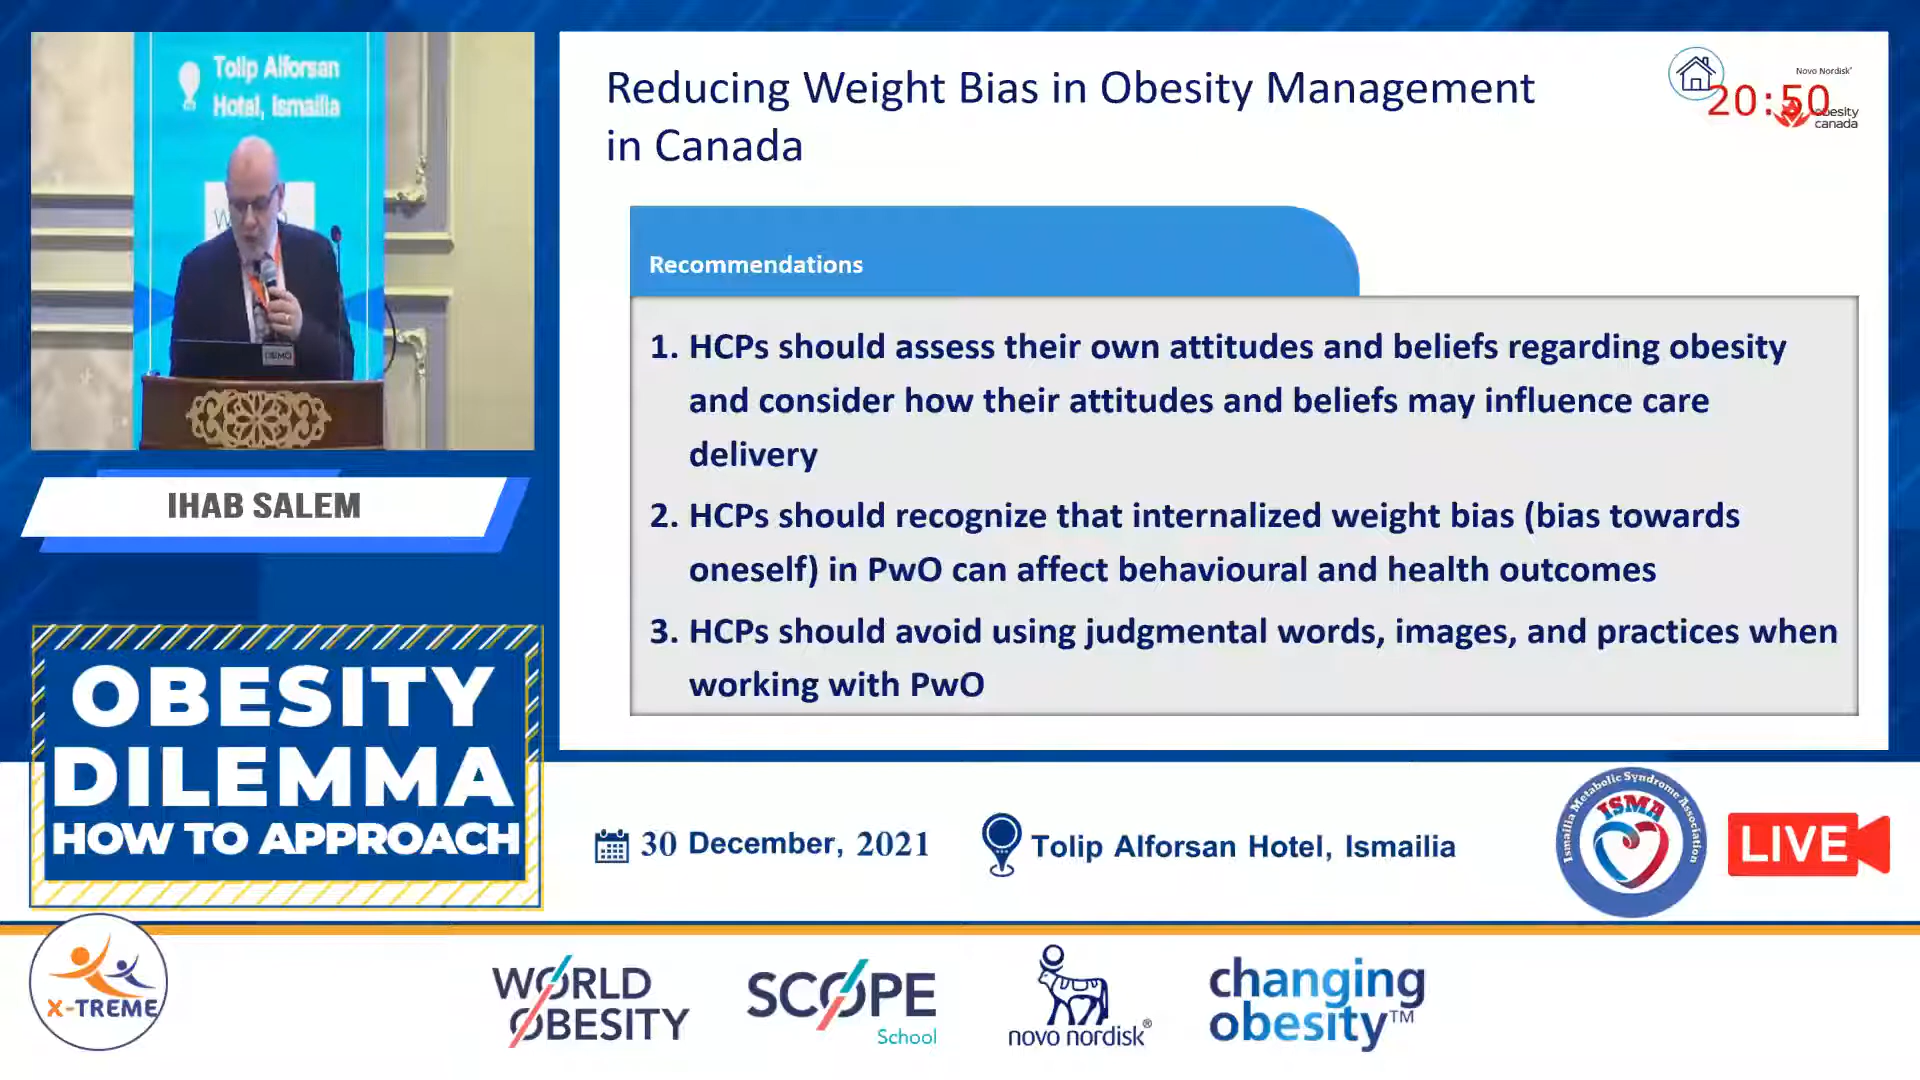 Tolip Alforsan
Hotel, Ismailia
IHAB SALEM
OBESITY
DILEMMA
HOW TO APPROACH
Reducing Weight Bias in Obesity Management
in Canada
Novo Nordisk®
20:50
obesity
canada
Recommendations
1. HCPs should assess their own attitudes and beliefs regarding obesity
and consider how their attitudes and beliefs may influence care
delivery
2. HCPs should recognize that internalized weight bias (bias towards
oneself) in PwO can affect behavioural and health outcomes
3. HCPs should avoid using judgmental words, images, and practices when
working with PwO
30 December, 2021
Tolip Alforsan Hotel, Ismailia
Ismailia Metabolic Syndrome Association
ISMA
LIVE
X-TREME
WORLD
OBESITY
SCOPE
School
novo nordisk®
changing
obesity™